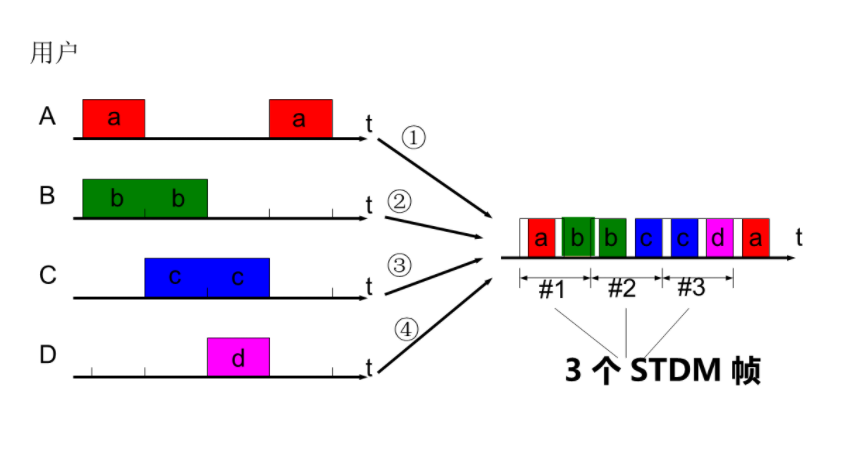 用户
A a a t
①
B b b t
②
a b b c c d a t
C c c t
③
#1 #2 #3
④
D d t
3 个 STDM 帧